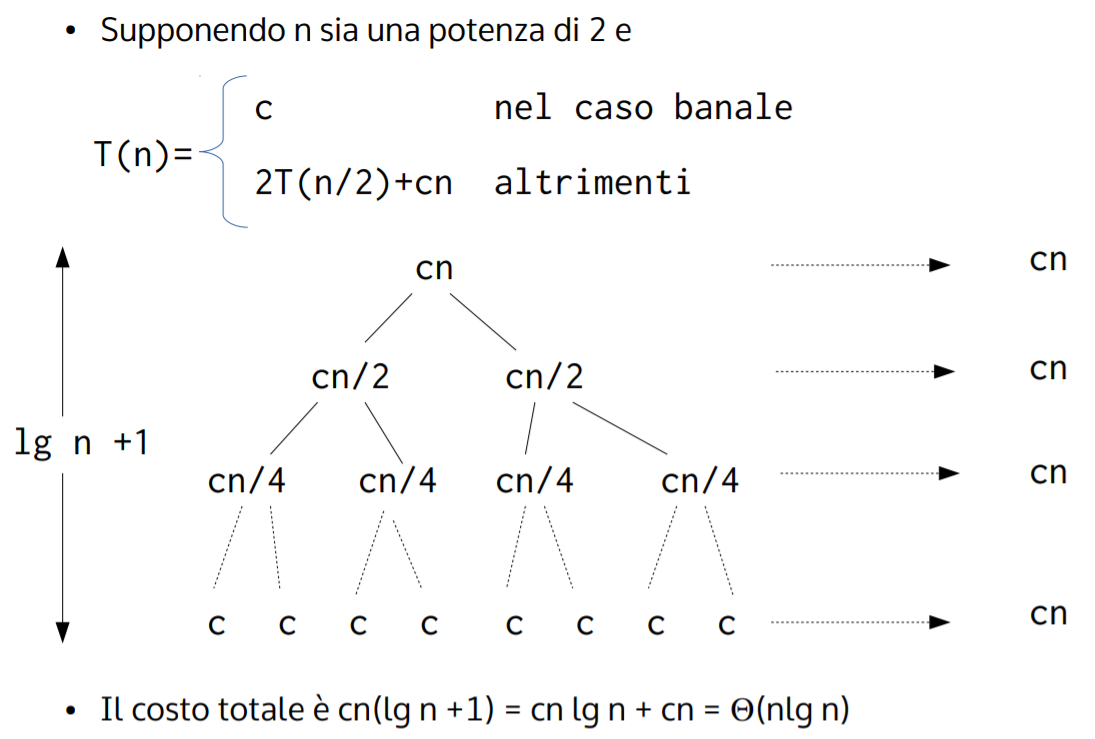 • Supponendo n sia una potenza di 2 e
c nel caso banale
T(n)=
2T(n/2)+cn altrimenti
cn cn
cn/2 cn/2 cn
lg n +1
cn/4 cn/4 cn/4 cn/4 cn
c c c c c c c c cn
• Il costo totale è cn(lg n +1) = cn lg n + cn = Θ(nlg n)